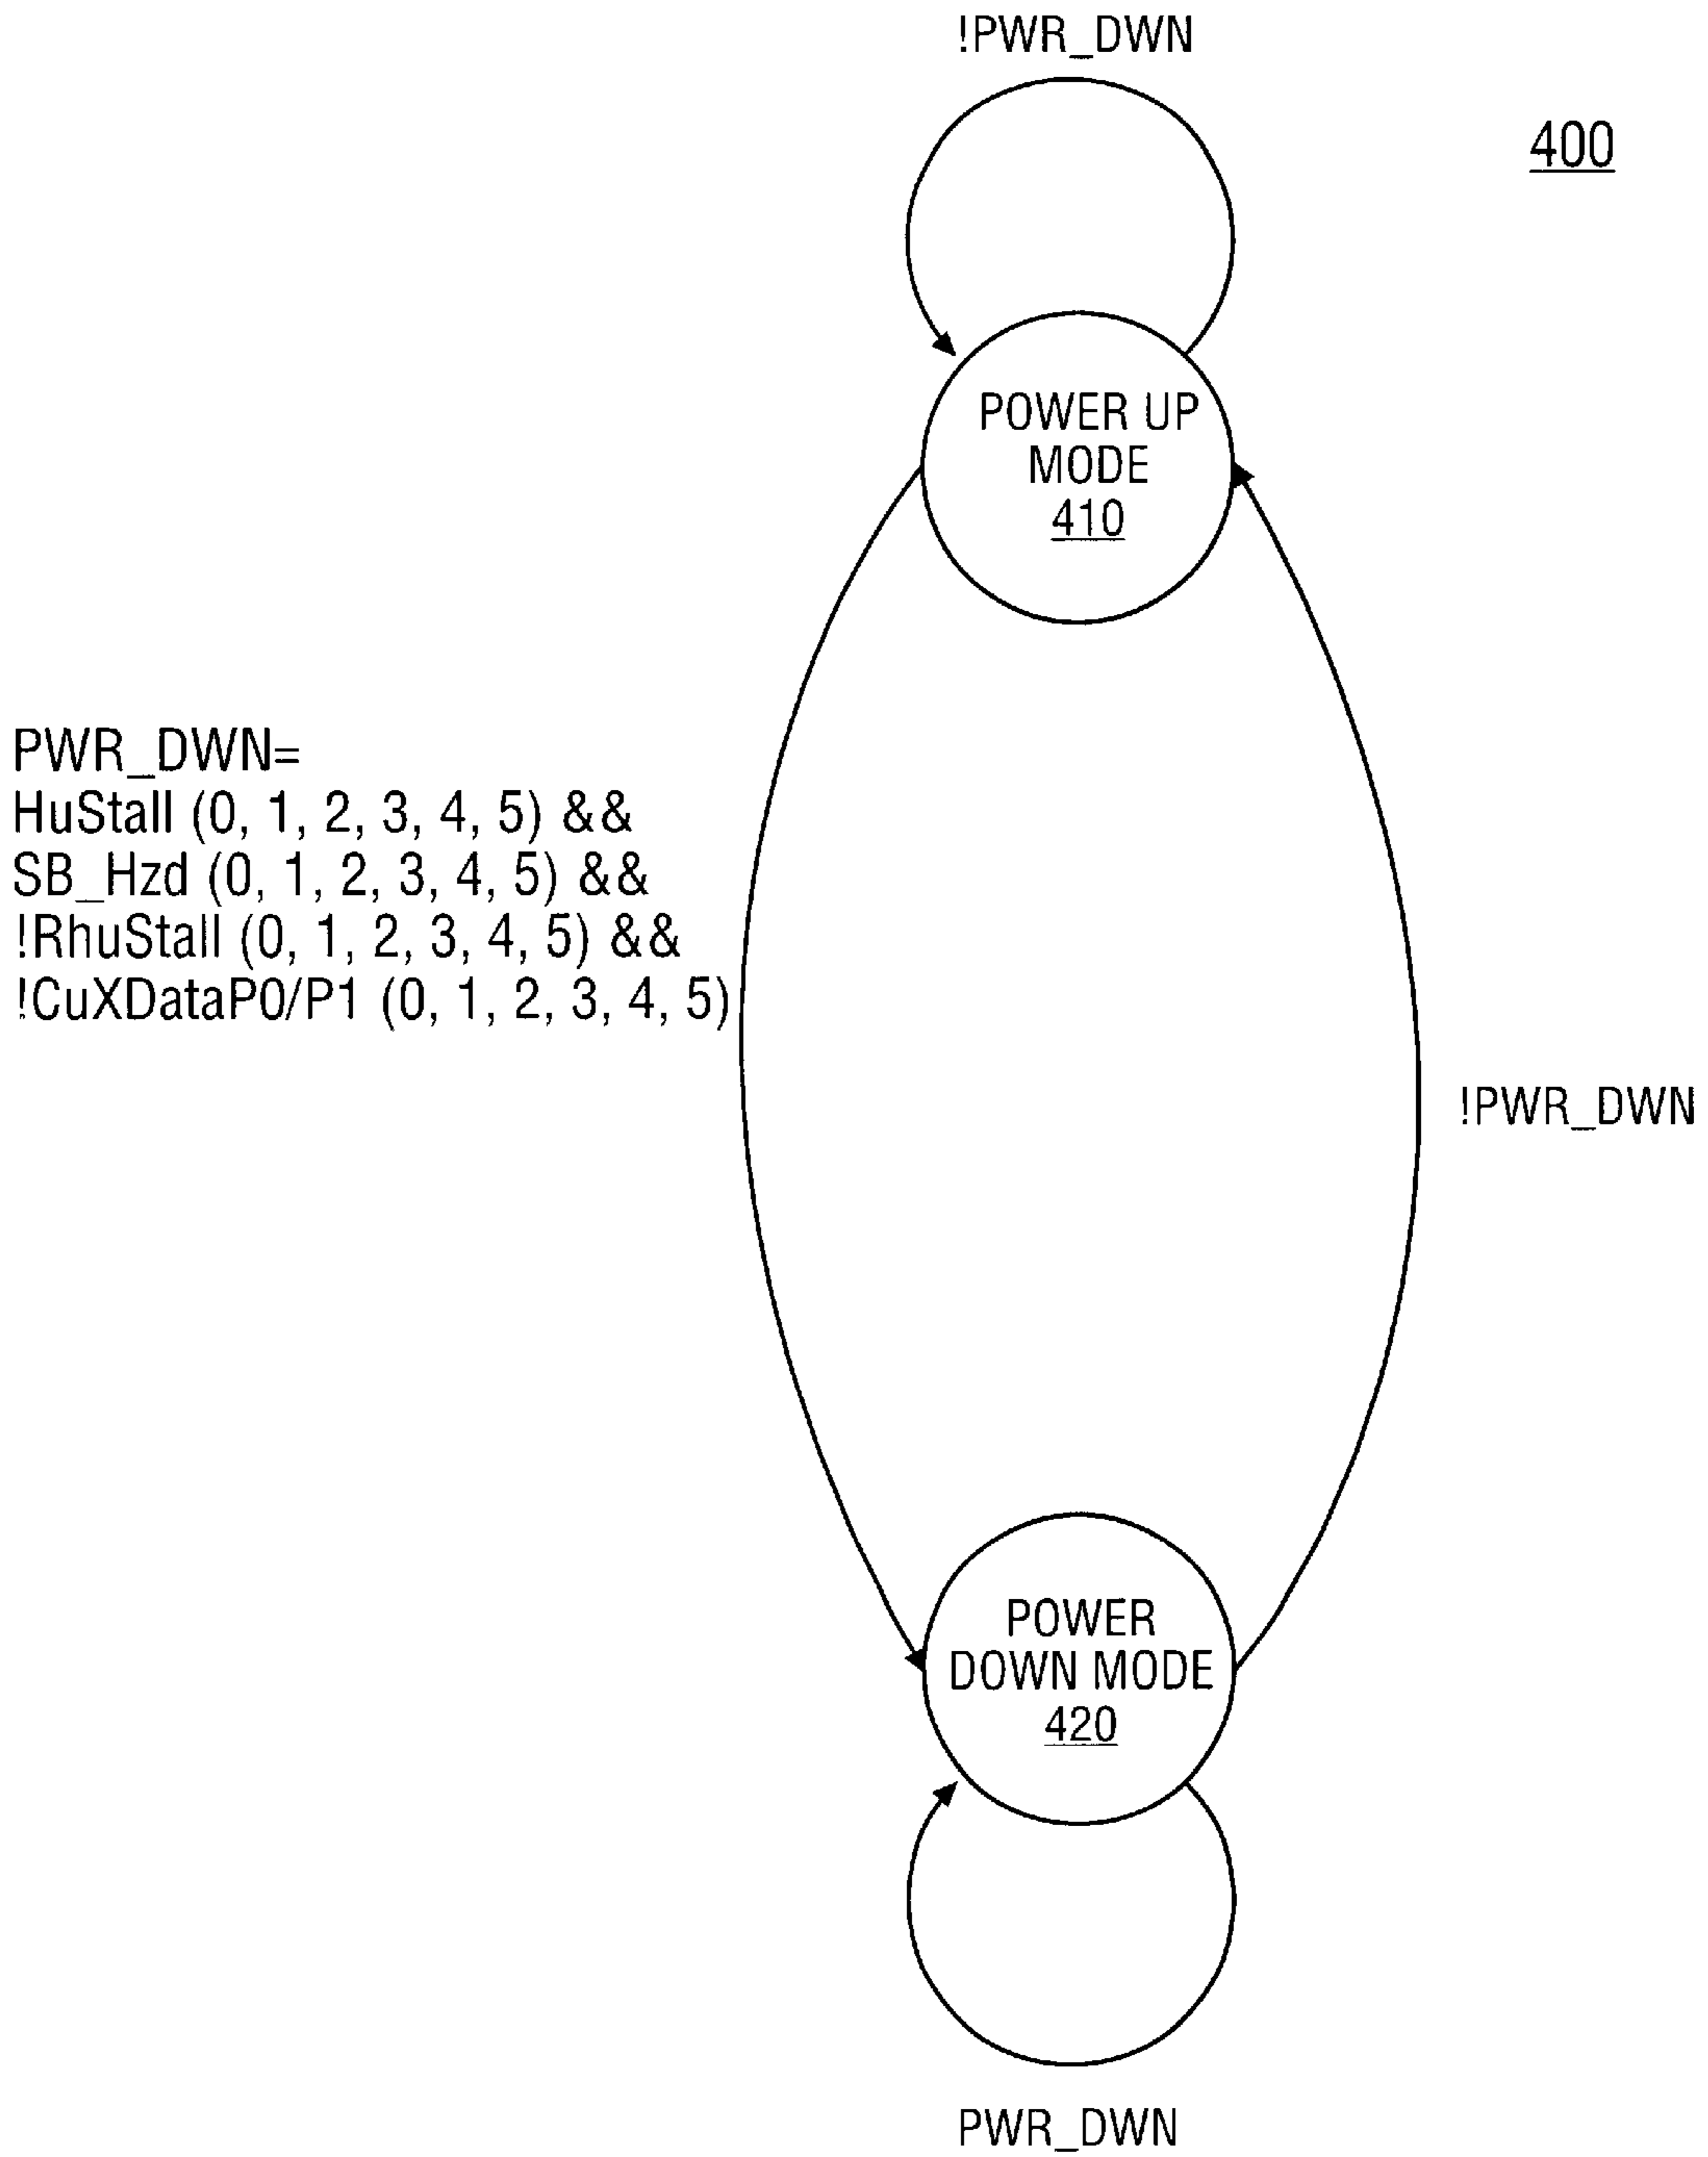 !PWR_DWN
400
POWER UP
MODE
410
PWR_DWN=
HuStall (0, 1, 2, 3, 4, 5) &&
SB_Hzd (0, 1, 2, 3, 4, 5) &&
!RhuStall (0, 1, 2, 3, 4, 5) &&
!CuXDataP0/P1 (0, 1, 2, 3, 4, 5)
!PWR_DWN
POWER
DOWN MODE
420
PWR_DWN